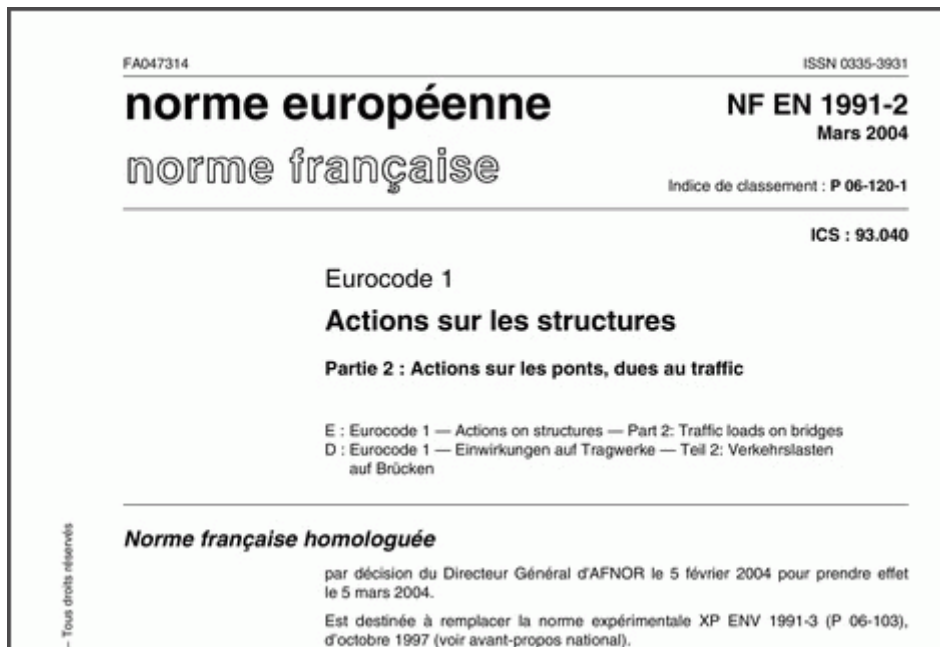 FA047314
ISSN 0335-3931
norme européenne
NF EN 1991-2
Mars 2004
norme française
Indice de classement : P 06-120-1
ICS : 93.040
Eurocode 1
Actions sur les structures
Partie 2 : Actions sur les ponts, dues au traffic
E : Eurocode 1 — Actions on structures — Part 2: Traffic loads on bridges
D : Eurocode 1 — Einwirkungen auf Tragwerke — Teil 2: Verkehrslasten
auf Brücken
Norme française homologuée
par décision du Directeur Général d'AFNOR le 5 février 2004 pour prendre effet
le 5 mars 2004.
Est destinée à remplacer la norme expérimentale XP ENV 1991-3 (P 06-103),
d'octobre 1997 (voir avant-propos national).
– Tous droits réservés